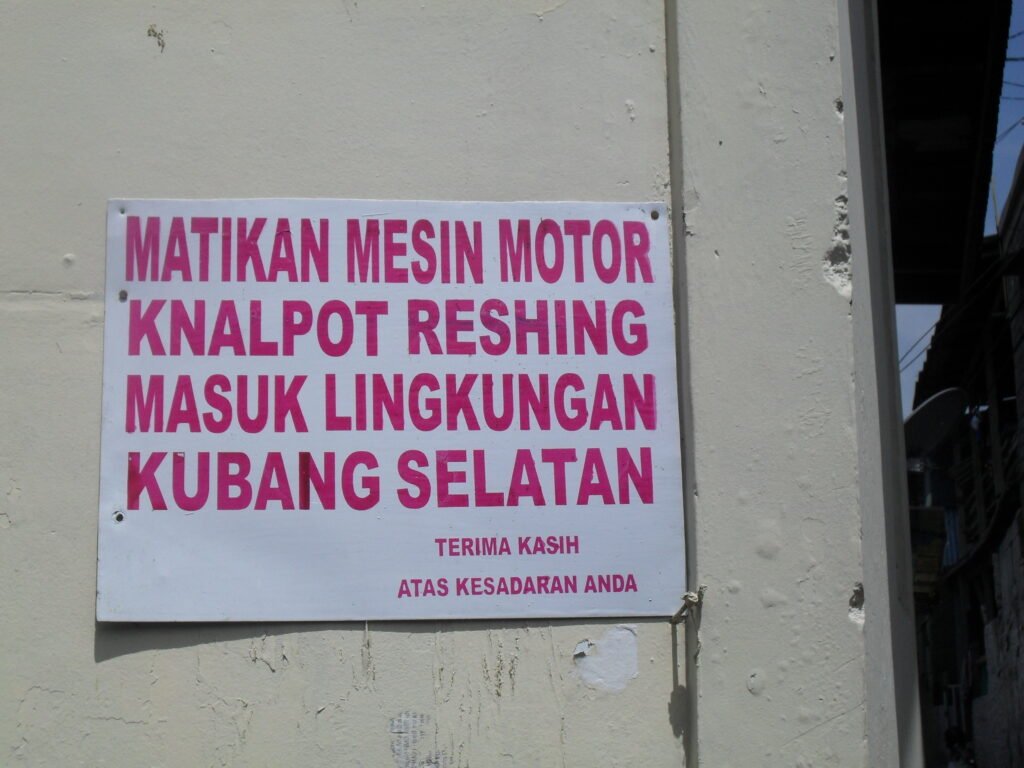 MATIKAN MESIN MOTOR
KNALPOT RESHING
MASUK LINGKUNGAN
KUBANG SELATAN
TERIMA KASIH
ATAS KESADARAN ANDA